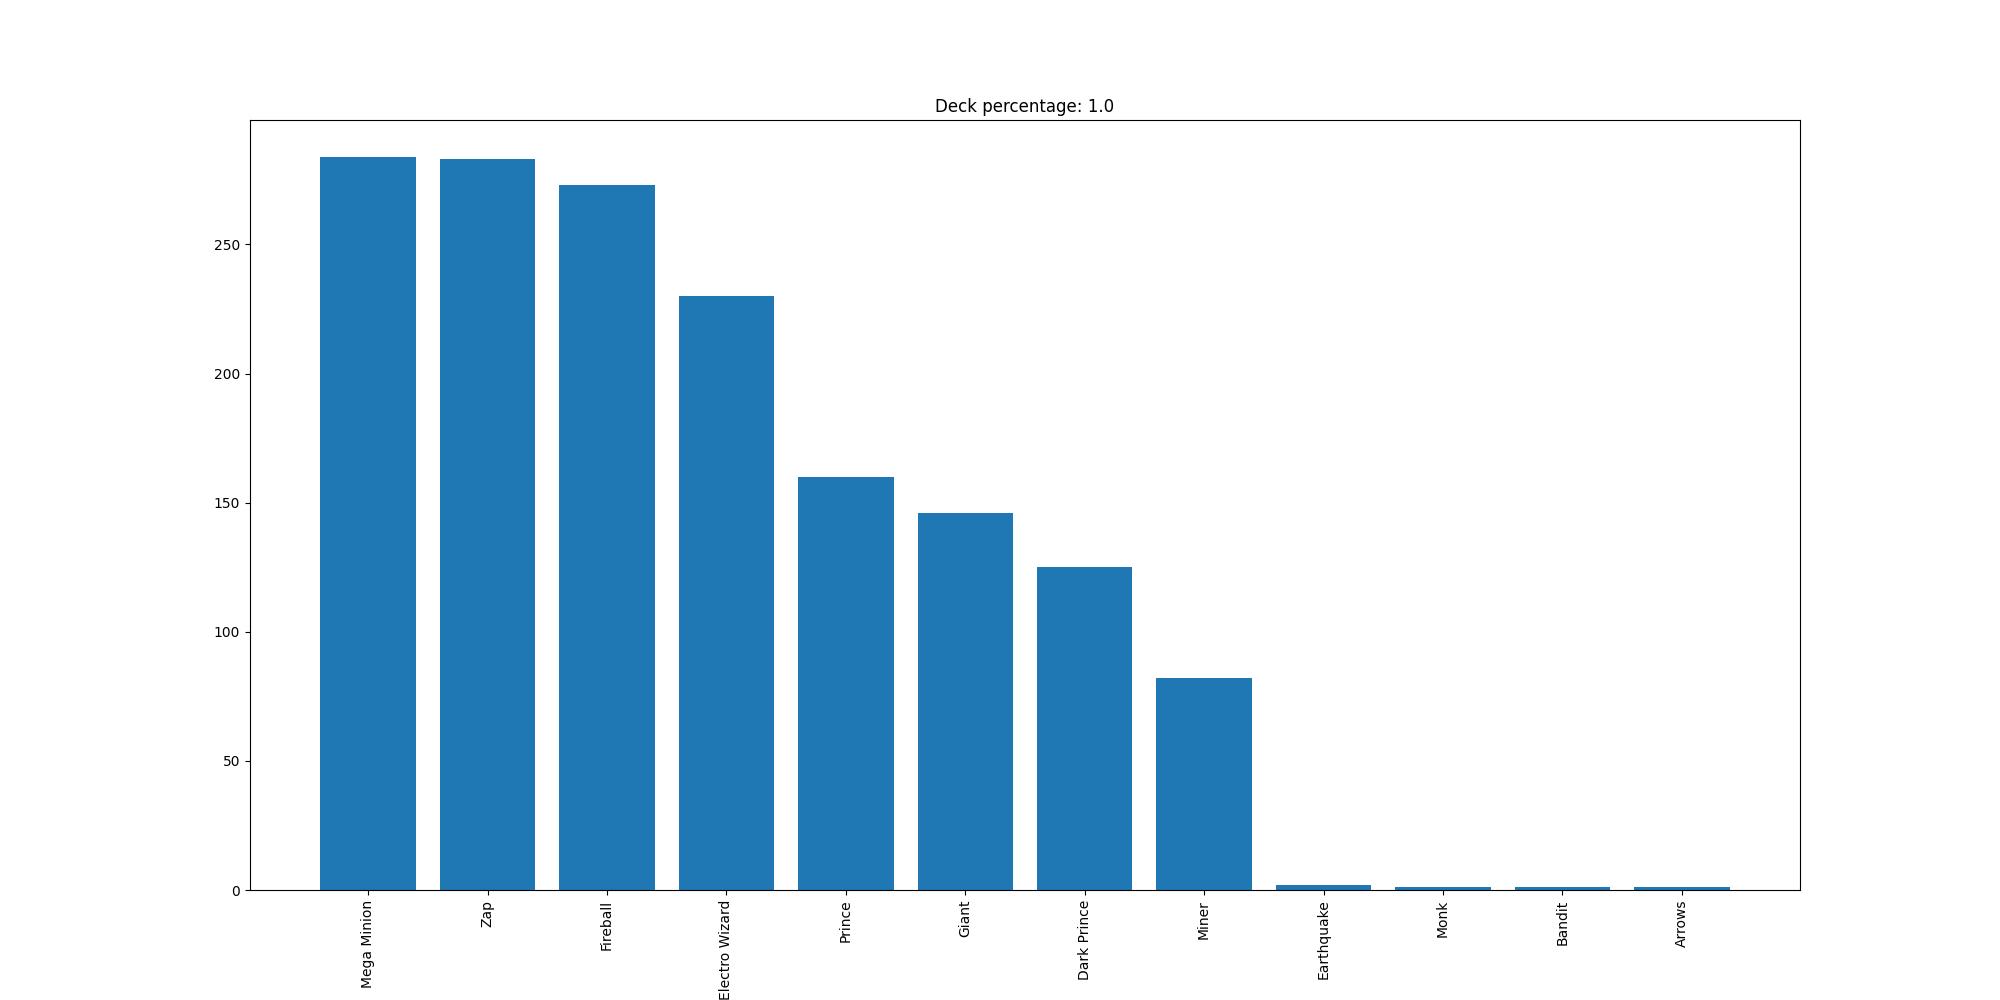 Deck percentage: 1.0
250
200
150
100
50
0
Mega Minion
Zap
Fireball
Electro Wizard
Prince
Giant
Dark Prince
Miner
Earthquake
Monk
Bandit
Arrows